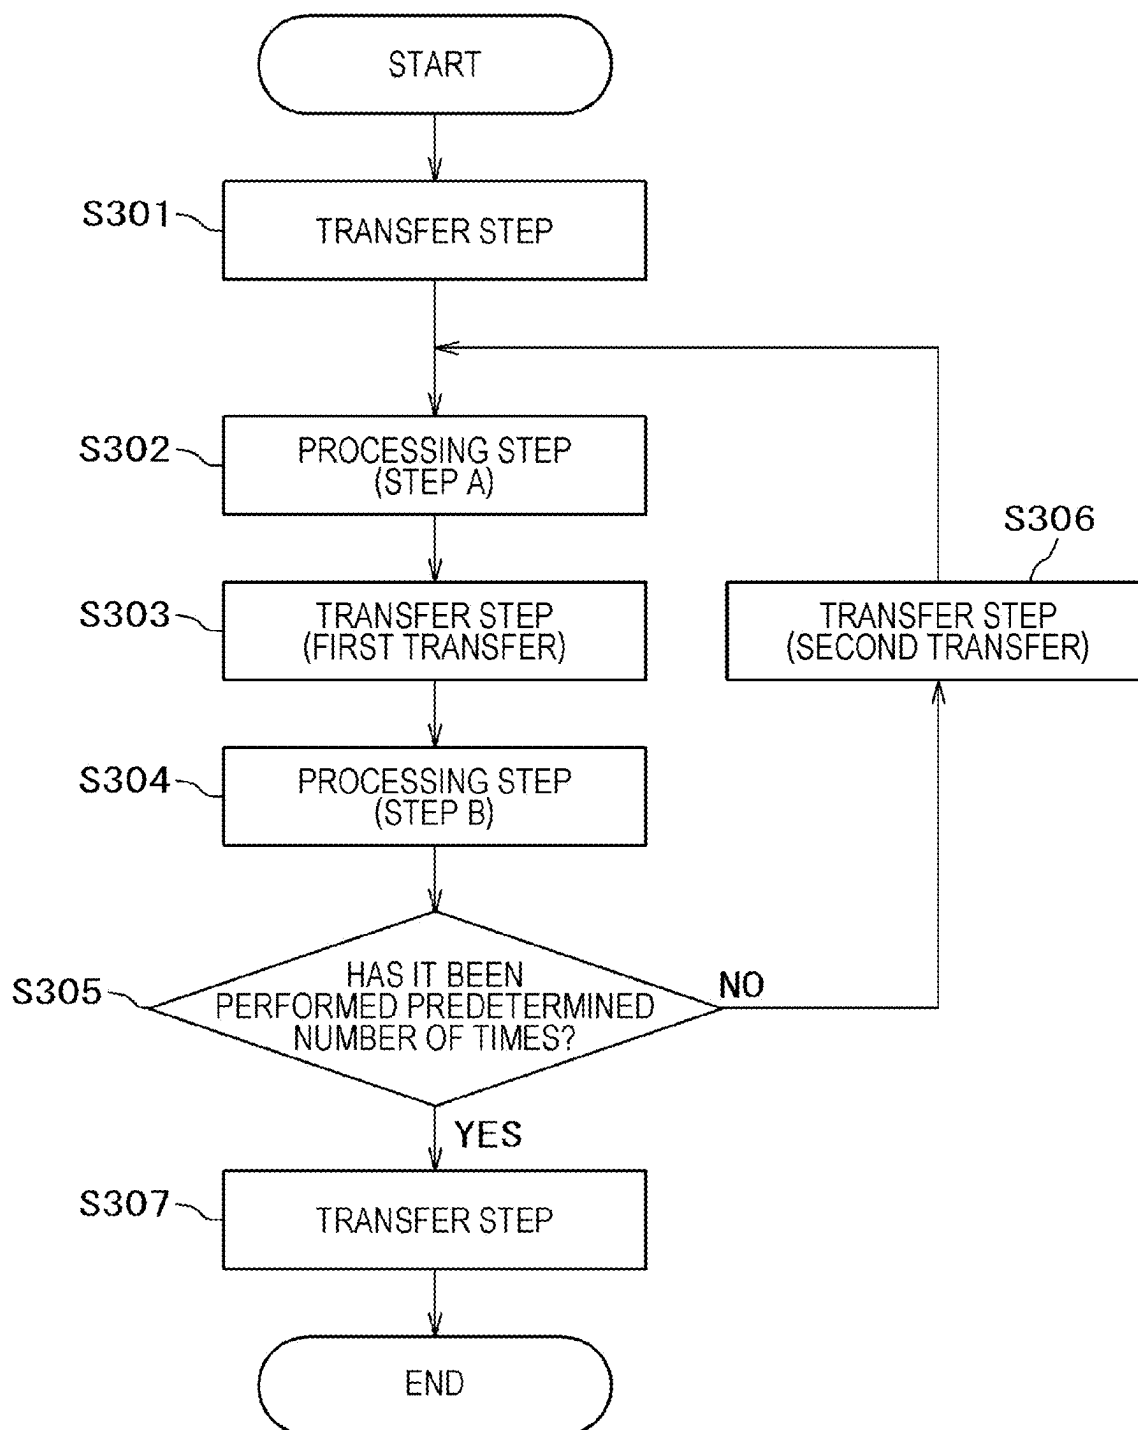 START
S301
TRANSFER STEP
S302
PROCESSING STEP
(STEP A)
S306
S303
TRANSFER STEP
(FIRST TRANSFER)
TRANSFER STEP
(SECOND TRANSFER)
S304
PROCESSING STEP
(STEP B)
S305
HAS IT BEEN
PERFORMED PREDETERMINED
NUMBER OF TIMES?
NO
YES
S307
TRANSFER STEP
END